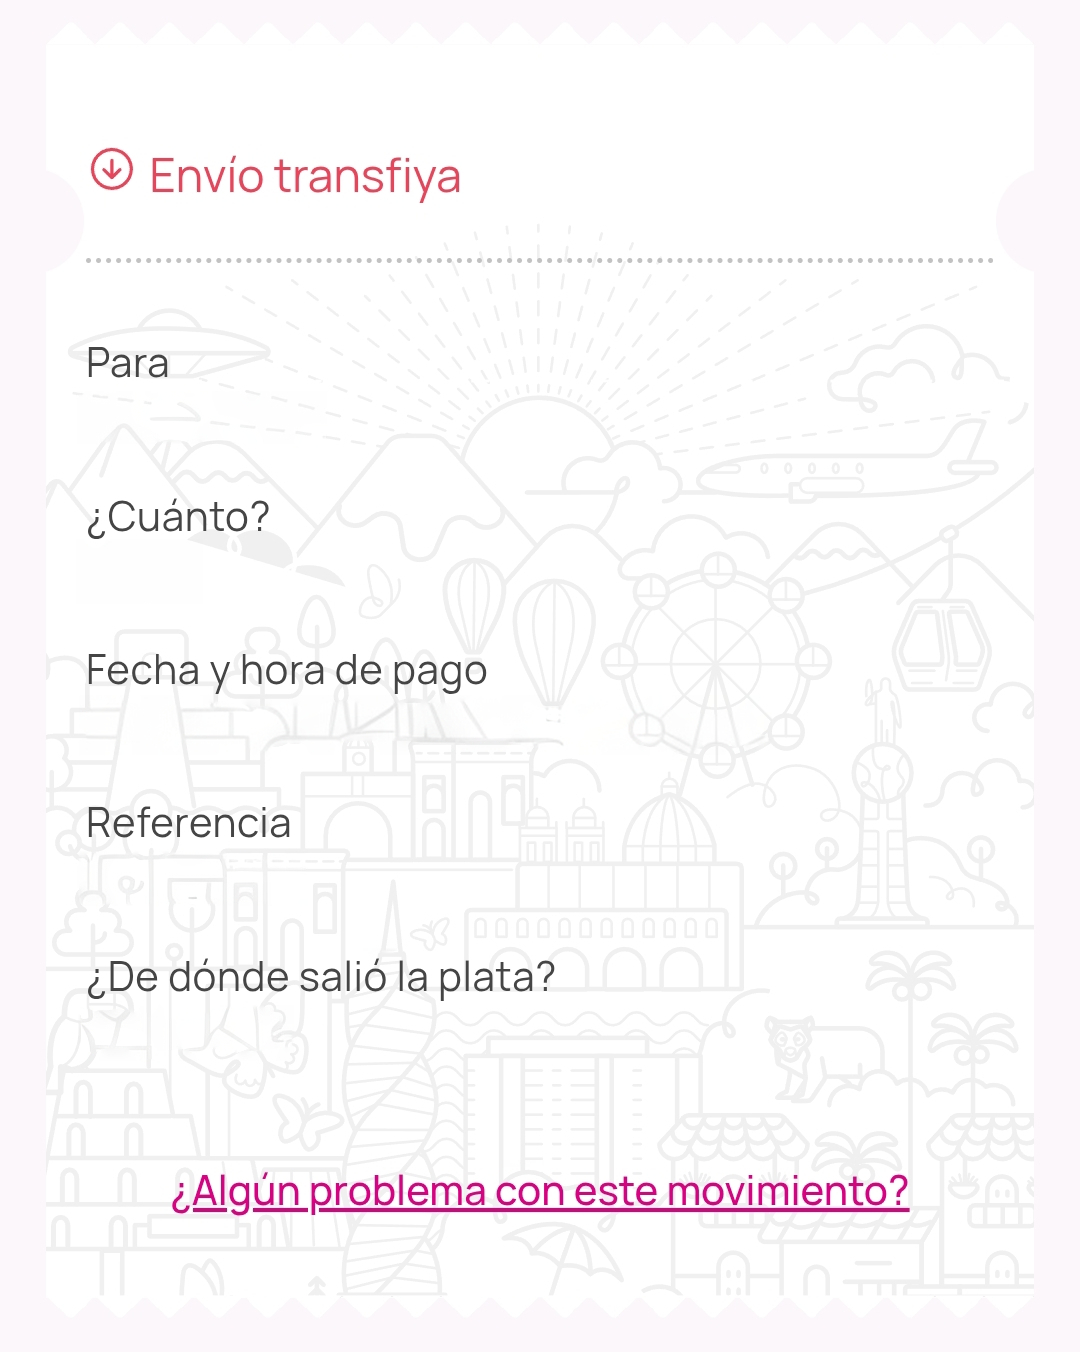 Envío transfiya
Para
¿Cuánto?
Fecha y hora de pago
Referencia
¿De dónde salió la plata?
¿Algún problema con este movimiento?